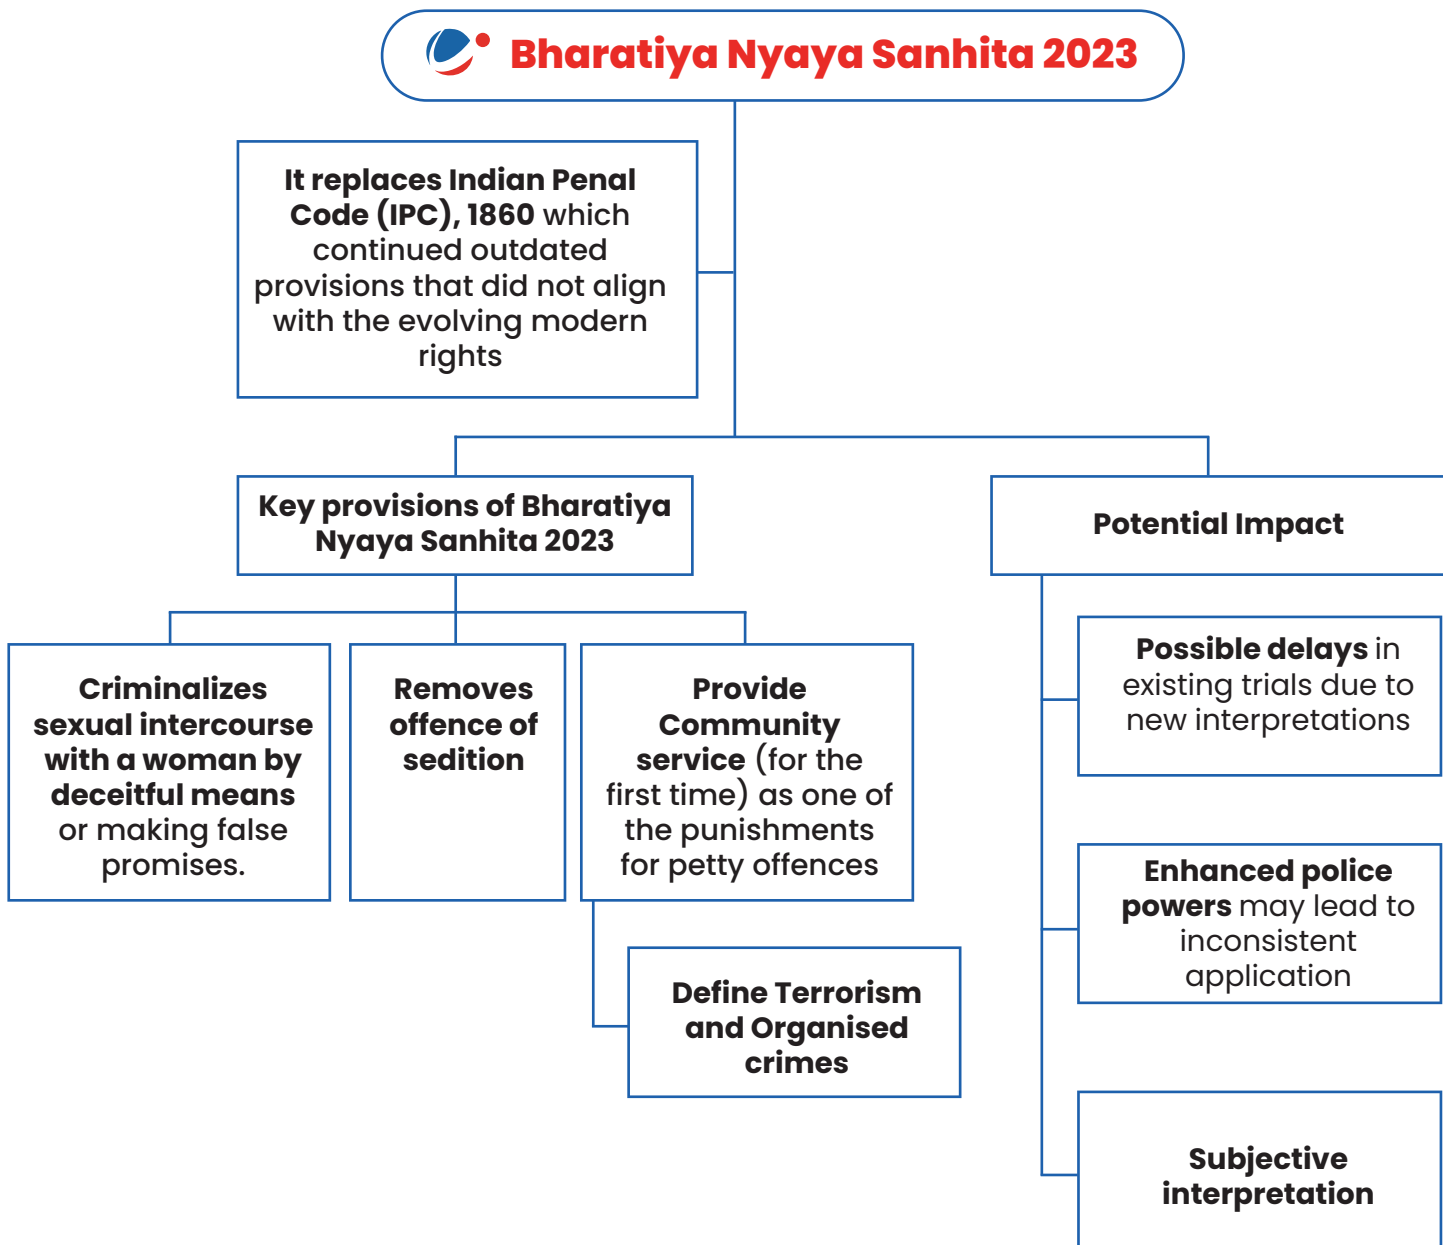 Bharatiya Nyaya Sanhita 2023
It replaces Indian Penal
Code (IPC), 1860 which
continued outdated
provisions that did not align
with the evolving modern
rights
Key provisions of Bharatiya
Nyaya Sanhita 2023
Criminalizes
sexual intercourse
with a woman by
deceitful means
or making false
promises.
Removes
offence of
sedition
Provide
Community
service (for the
first time) as one of
the punishments
for petty offences
Define Terrorism
and Organised
crimes
Potential Impact
Possible delays in
existing trials due to
new interpretations
Enhanced police
powers may lead to
inconsistent
application
Subjective
interpretation